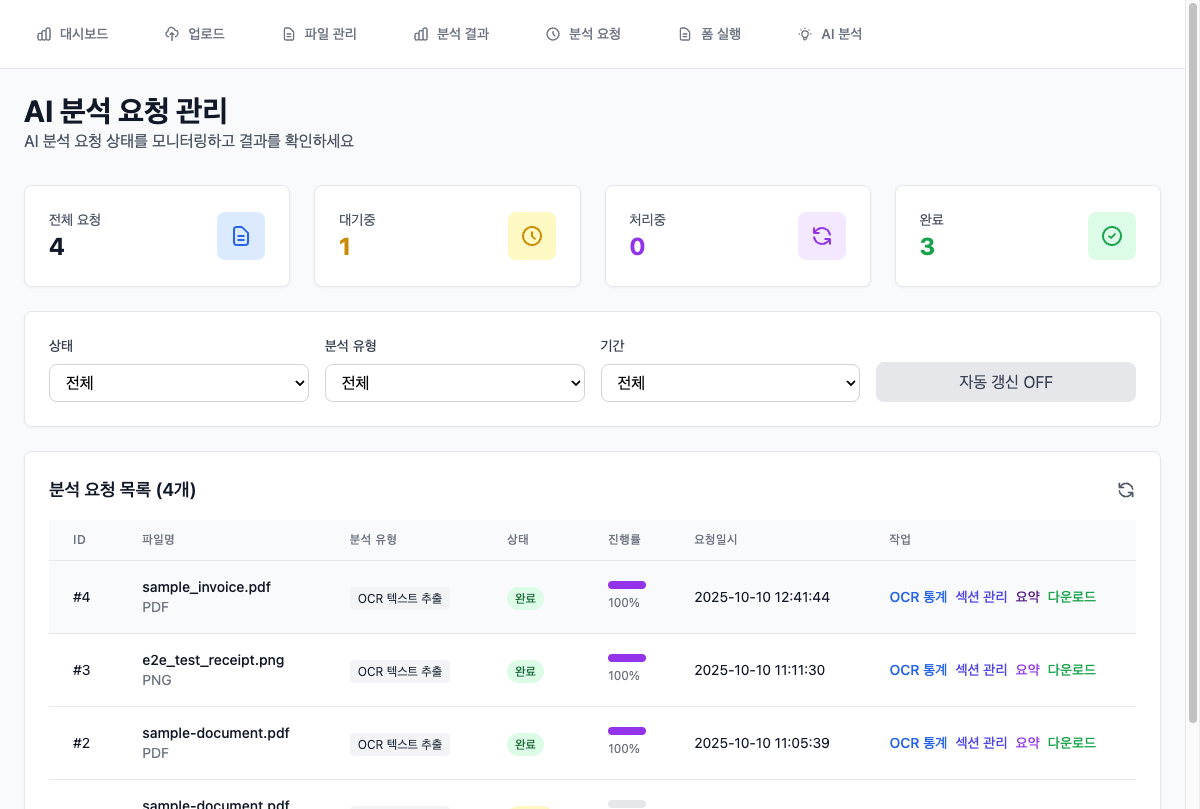 대시보드 업로드 파일 관리 분석 결과 분석 요청 폼 실행 AI 분석
AI 분석 요청 관리
AI 분석 요청 상태를 모니터링하고 결과를 확인하세요
전체 요청
4
대기중
1
처리중
0
완료
3
상태
전체
분석 유형
전체
기간
전체
자동 갱신 OFF
분석 요청 목록 (4개)
ID 파일명 분석 유형 상태 진행률 요청일시 작업
#4 sample_invoice.pdf PDF OCR 텍스트 추출 완료 100% 2025-10-10 12:41:44 OCR 통계 섹션 관리 요약 다운로드
#3 e2e_test_receipt.png PNG OCR 텍스트 추출 완료 100% 2025-10-10 11:11:30 OCR 통계 섹션 관리 요약 다운로드
#2 sample-document.pdf PDF OCR 텍스트 추출 완료 100% 2025-10-10 11:05:39 OCR 통계 섹션 관리 요약 다운로드
sample-document.pdf